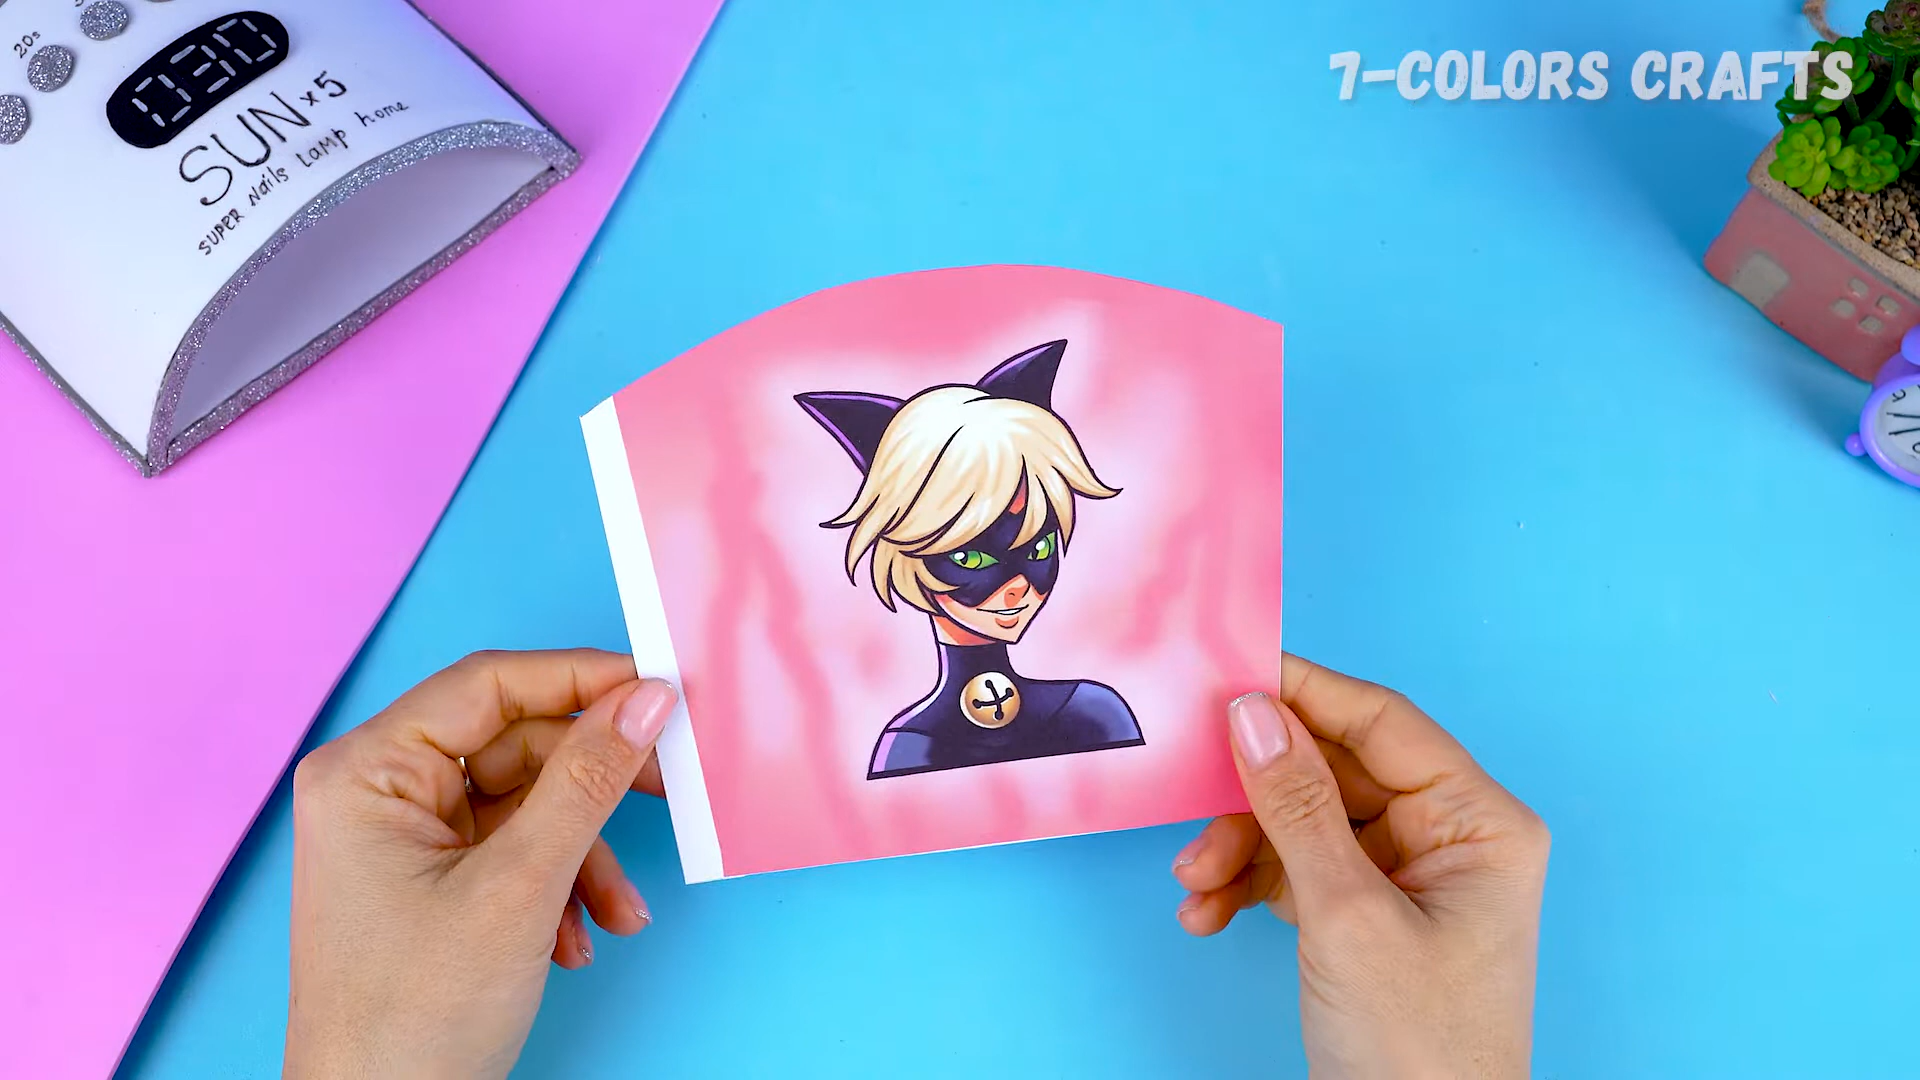 7-COLORS CRAFTS
20s
030
SUN x5
SUPER NaiLs LaMP home